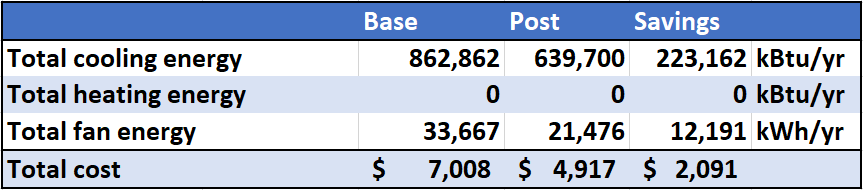 Base Post Savings
Total cooling energy 862,862 639,700 223,162 kBtu/yr
Total heating energy 0 0 0 kBtu/yr
Total fan energy 33,667 21,476 12,191 kWh/yr
Total cost $ 7,008 $ 4,917 $ 2,091